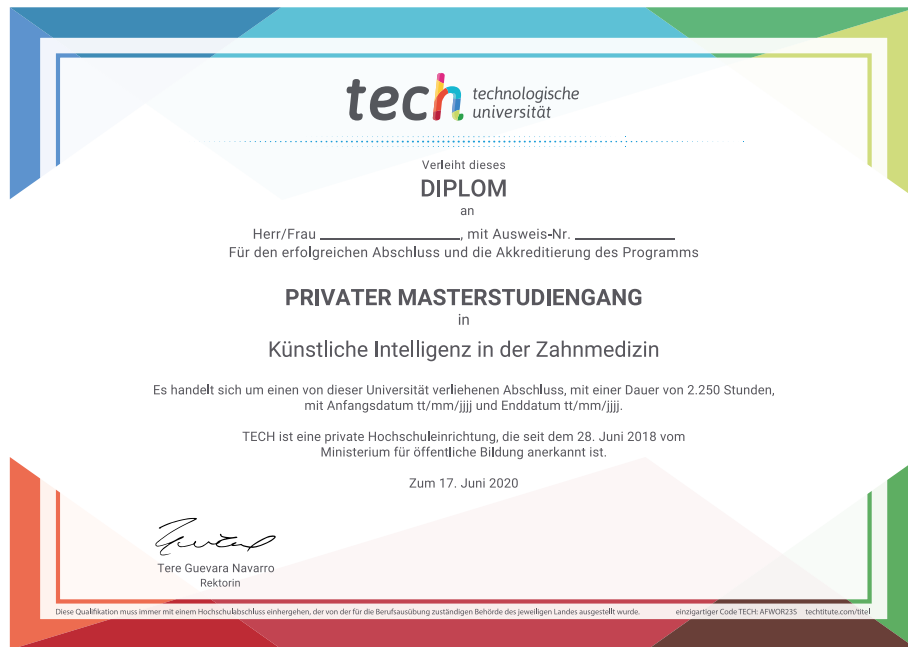 tech technologische
universität
Verleiht dieses
DIPLOM
an
Herr/Frau ____________________, mit Ausweis-Nr. ______________
Für den erfolgreichen Abschluss und die Akkreditierung des Programms
PRIVATER MASTERSTUDIENGANG
in
Künstliche Intelligenz in der Zahnmedizin
Es handelt sich um einen von dieser Universität verliehenen Abschluss, mit einer Dauer von 2.250 Stunden,
mit Anfangsdatum tt/mm/jjjj und Enddatum tt/mm/jjjj.
TECH ist eine private Hochschuleinrichtung, die seit dem 28. Juni 2018 vom
Ministerium für öffentliche Bildung anerkannt ist.
Zum 17. Juni 2020
Tere Guevara Navarro
Rektorin
Diese Qualifikation muss immer mit einem Hochschulabschluss einhergehen, der von der für die Berufsausübung zuständigen Behörde des jeweiligen Landes ausgestellt wurde. einzigartiger Code TECH: AFWOR235 techtitute.com/titel